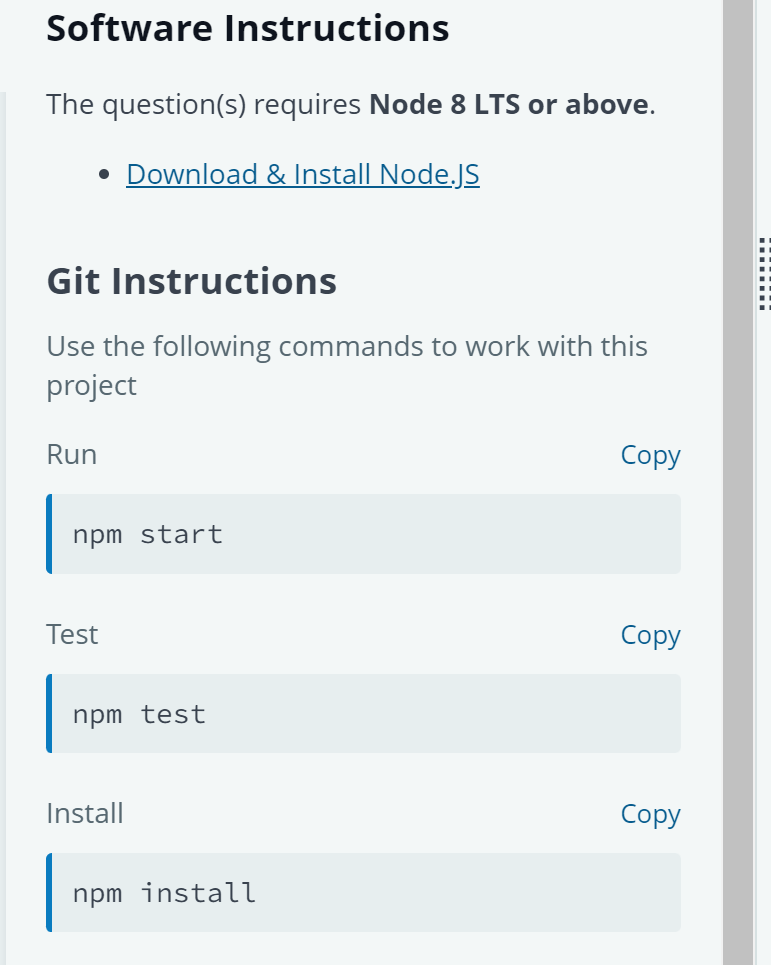 Software Instructions
The question(s) requires Node 8 LTS or above.
Download & Install Node.JS
Git Instructions
Use the following commands to work with this
project
Run Copy
npm start
Test Copy
npm test
Install Copy
npm install